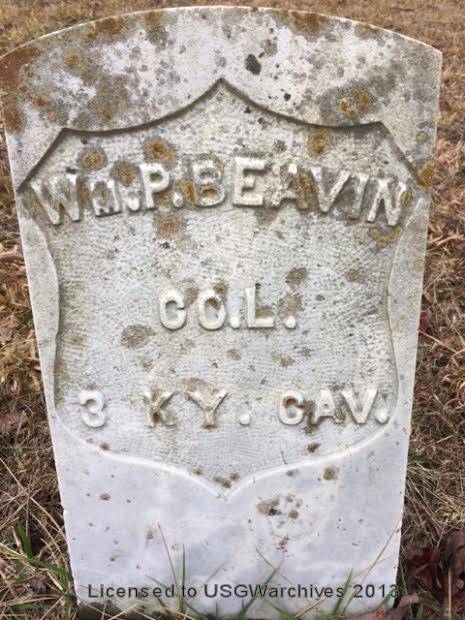 Wm. P. BEAVIN
CO. L.
3 KY. CAV.
Licensed to USGWarchives 2013